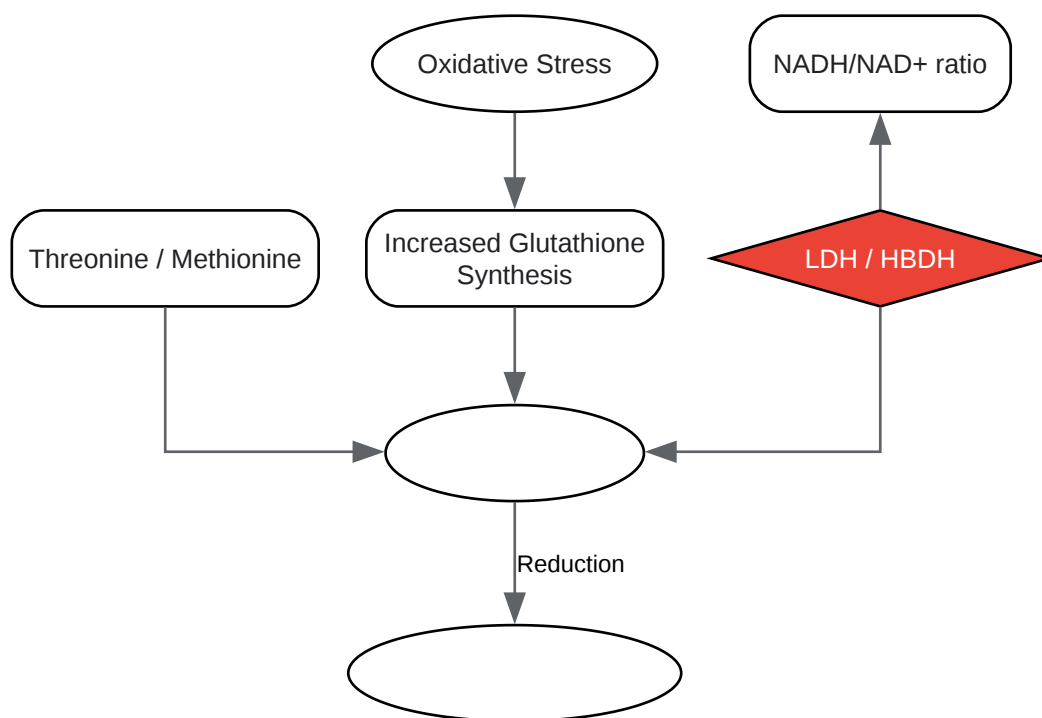 Oxidative Stress
NADH/NAD+ ratio
Threonine / Methionine
Increased Glutathione
Synthesis
LDH / HBDH
Reduction